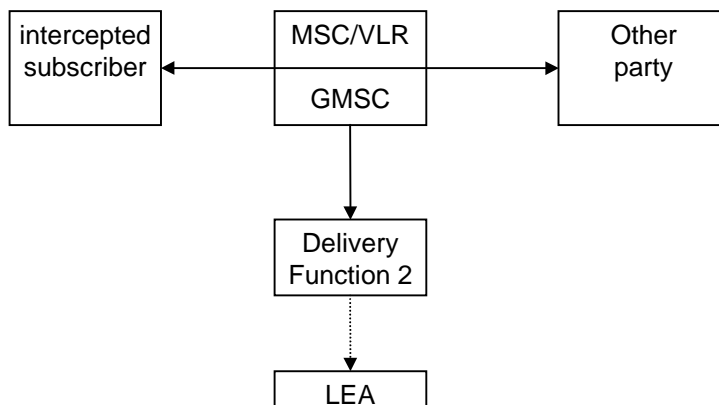 intercepted
subscriber
MSC/VLR
GMSC
Other
party
Delivery
Function 2
LEA